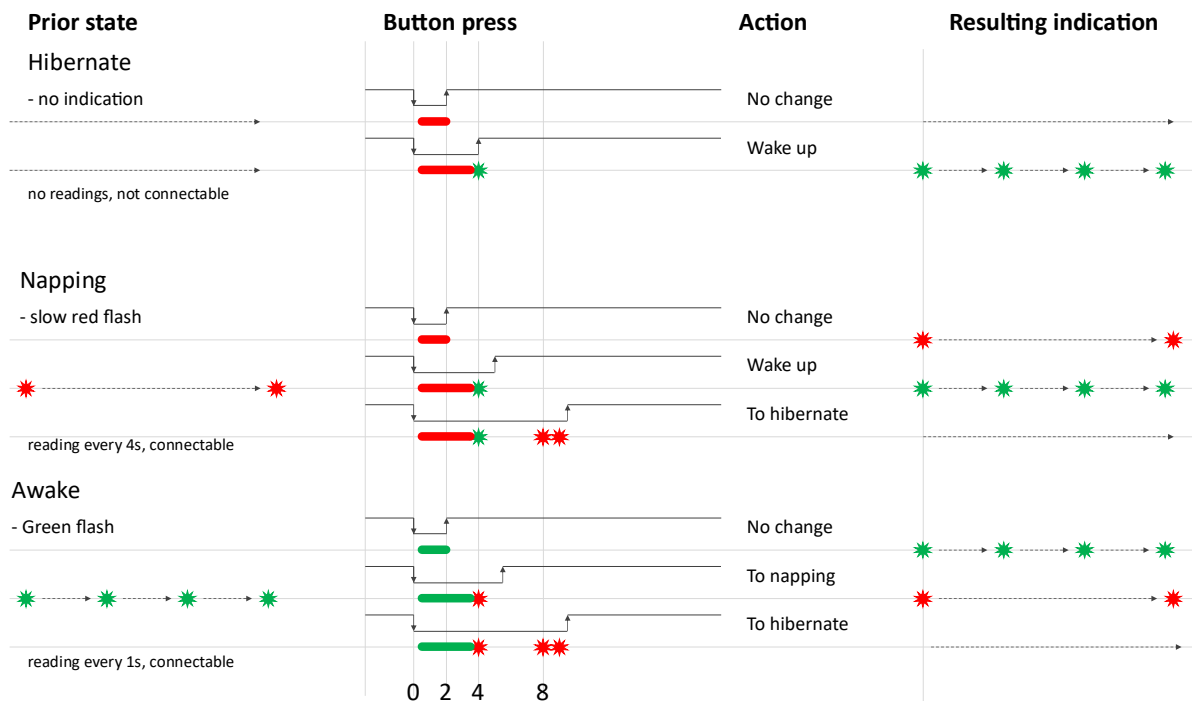 Prior state
Button press
Action
Resulting indication
Hibernate
- no indication
No change
Wake up
no readings, not connectable
Napping
- slow red flash
No change
Wake up
To hibernate
reading every 4s, connectable
Awake
- Green flash
No change
To napping
To hibernate
reading every 1s, connectable
0 2 4 8